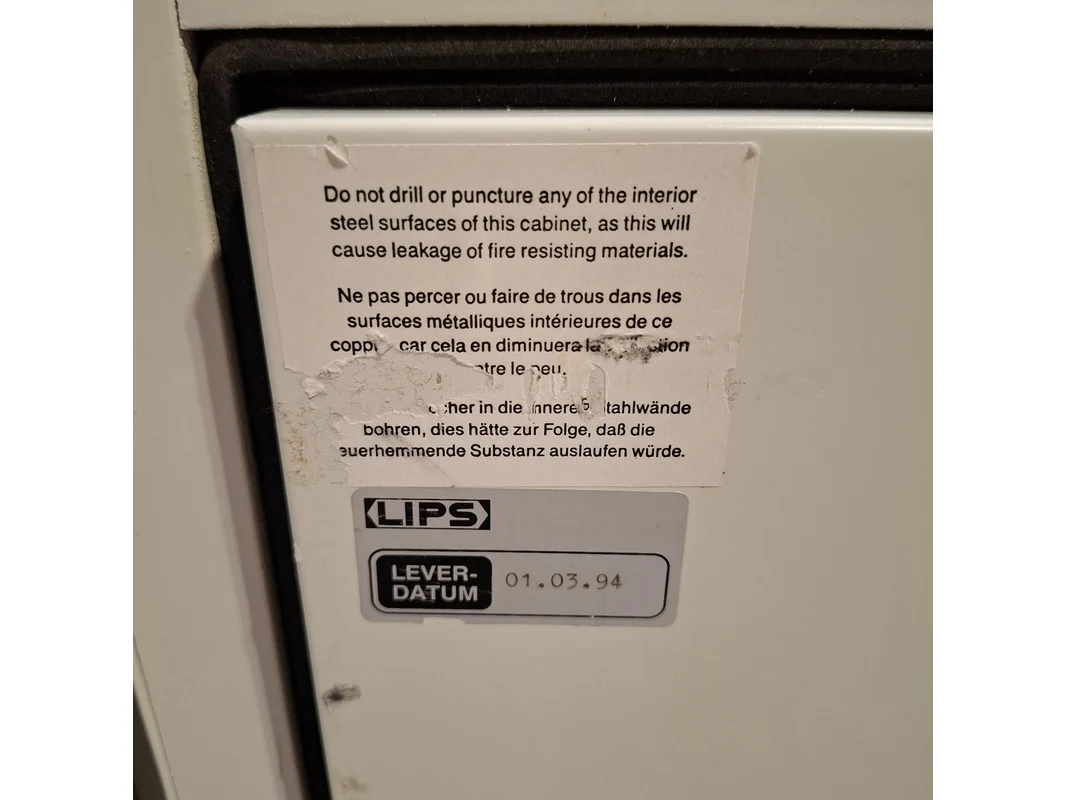 Do not drill or puncture any of the interior
steel surfaces of this cabinet, as this will
cause leakage of fire resisting materials.
Ne pas percer ou faire de trous dans les
surfaces métalliques intérieures de ce
car cela en diminuera
le
in die Stahlwände
bohren, dies hätte zur Folge, daß die
Substanz auslaufen würde.
LIPS
LEVER-
DATUM
01.03.94